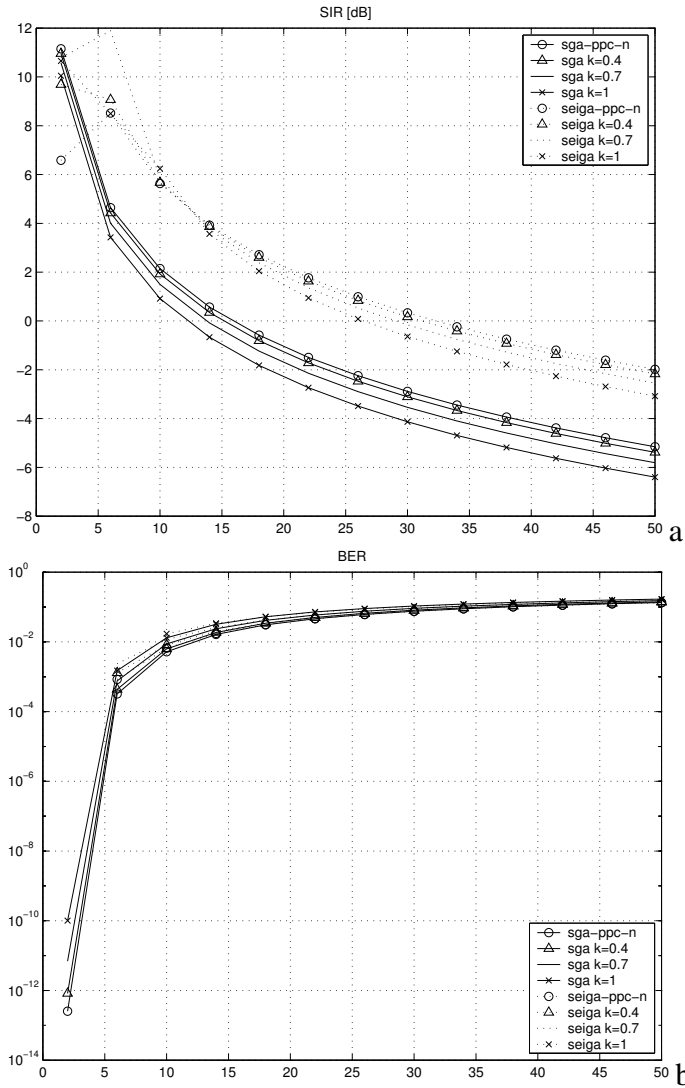 SIR [dB]
12
10
8
6
4
2
0
−2
−4
−6
−8
0 5 10 15 20 25 30 35 40 45 50
sga−ppc−n
sga k=0.4
sga k=0.7
sga k=1
seiga−ppc−n
seiga k=0.4
seiga k=0.7
seiga k=1
a
BER
10^0
10^−2
10^−4
10^−6
10^−8
10^−10
10^−12
10^−14
0 5 10 15 20 25 30 35 40 45 50
sga−ppc−n
sga k=0.4
sga k=0.7
sga k=1
seiga−ppc−n
seiga k=0.4
seiga k=0.7
seiga k=1
b